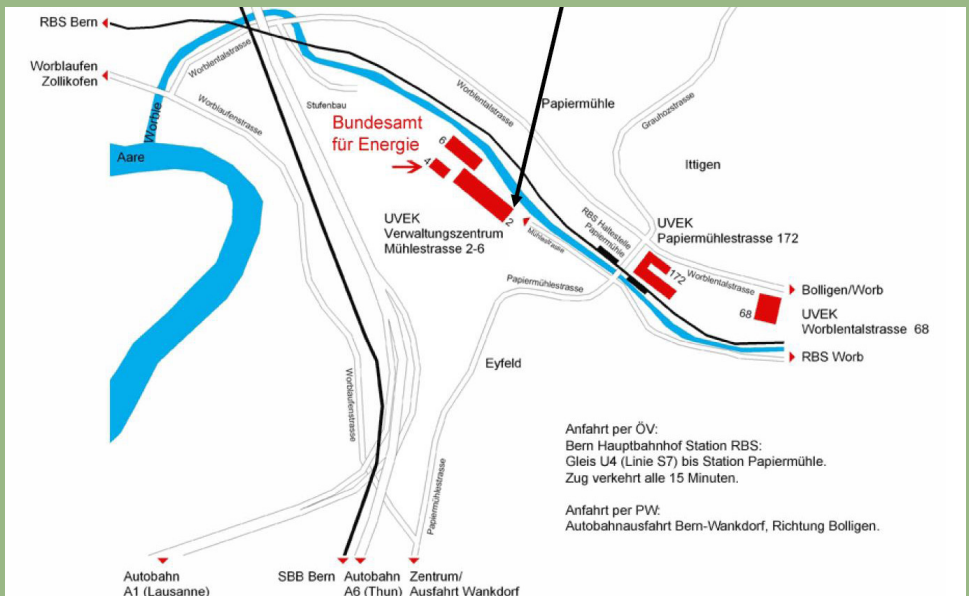 RBS Bern
Worblaufen
Zollikofen
Worblentalstrasse
Worblaufenstrasse
Worble
Aare
Stufenbau
Bundesamt
für Energie
6
4
2
UVEK
Verwaltungszentrum
Mühlestrasse 2-6
Worblentalstrasse
Papiermühle
Grauholzstrasse
Ittigen
RBS Haltestelle
Papiermühle
Mühlestrasse
UVEK
Papiermühlestrasse 172
172
Worblentalstrasse
68
Bolligen/Worb
UVEK
Worblentalstrasse 68
RBS Worb
Papiermühlestrasse
Eyfeld
Worblaufenstrasse
Papiermühlestrasse
Anfahrt per ÖV:
Bern Hauptbahnhof Station RBS:
Gleis U4 (Linie S7) bis Station Papiermühle.
Zug verkehrt alle 15 Minuten.
Anfahrt per PW:
Autobahnausfahrt Bern-Wankdorf, Richtung Bolligen.
Autobahn
A1 (Lausanne)
SBB Bern
Autobahn
A6 (Thun)
Zentrum/
Ausfahrt Wankdorf